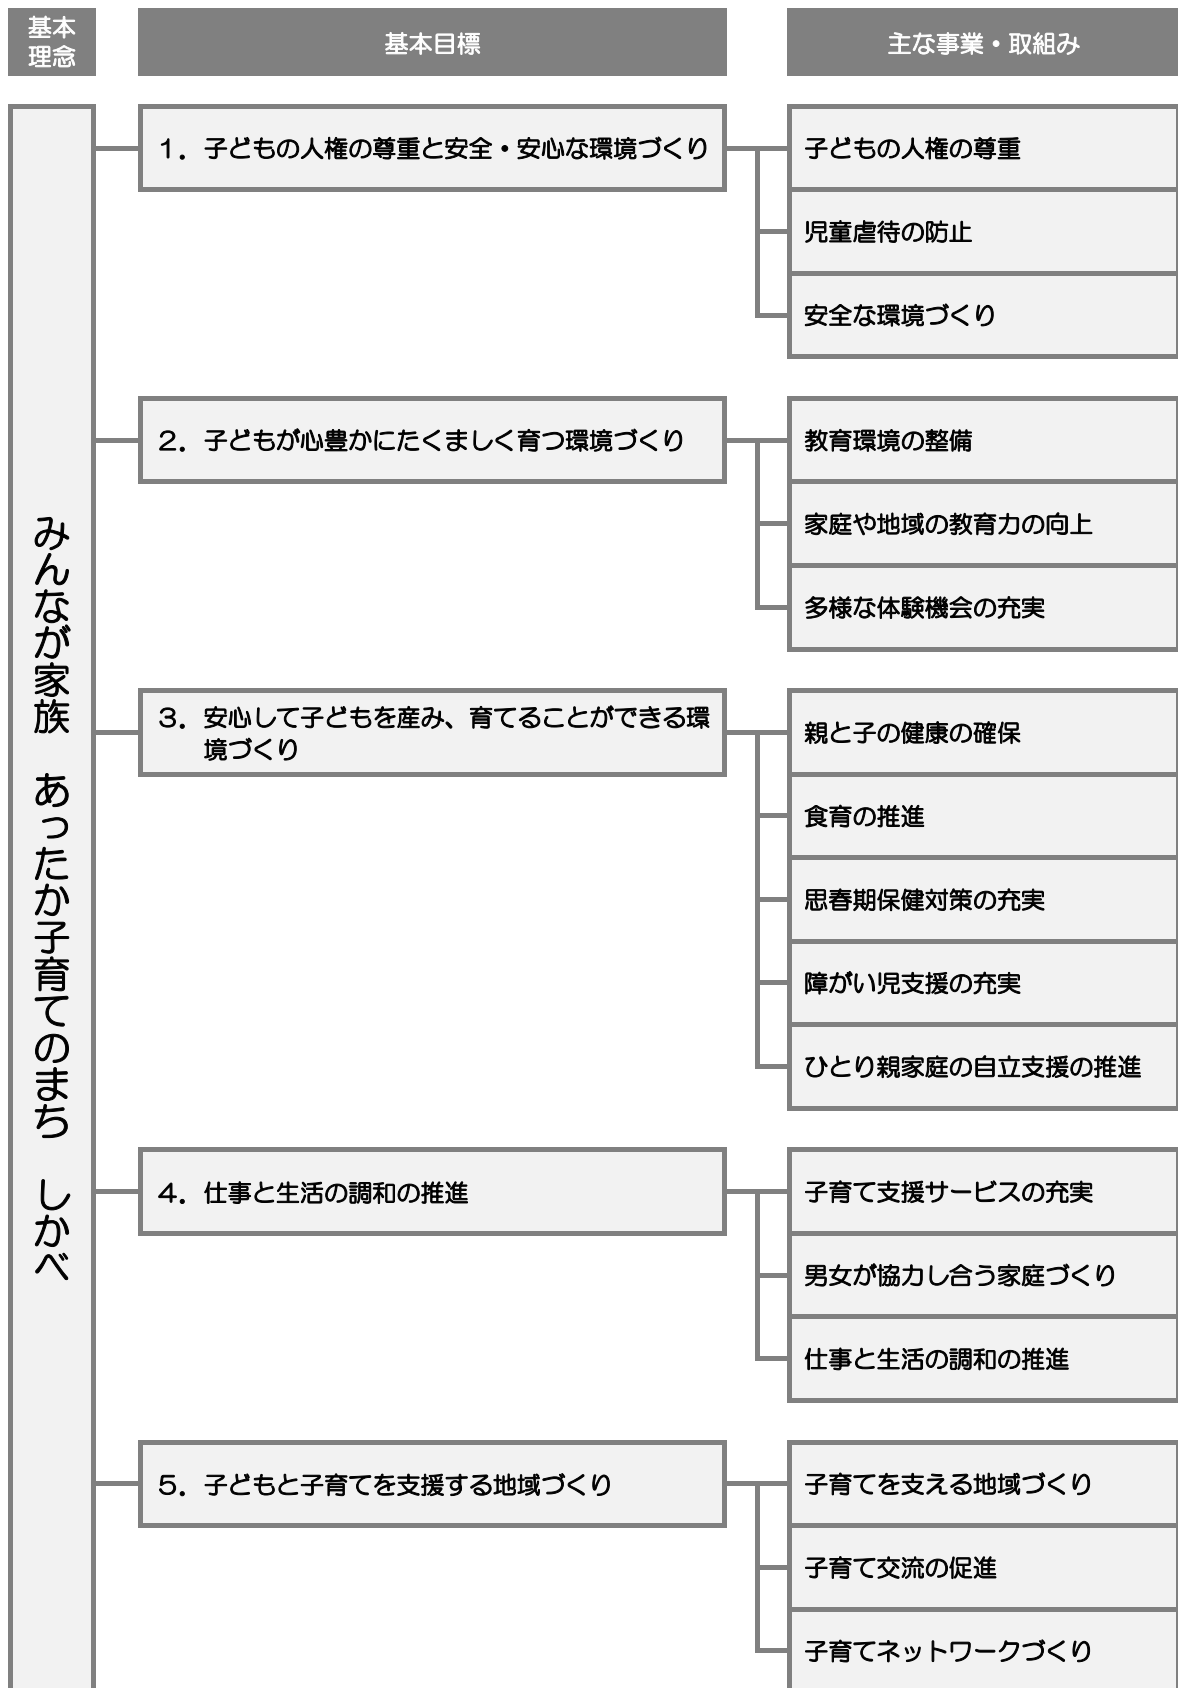 基本
理念
基本目標
主な事業・取組み
みんなが家族　あったか子育てのまち　しかべ
１．子どもの人権の尊重と安全・安心な環境づくり
子どもの人権の尊重
児童虐待の防止
安全な環境づくり
２．子どもが心豊かにたくましく育つ環境づくり
教育環境の整備
家庭や地域の教育力の向上
多様な体験機会の充実
３．安心して子どもを産み、育てることができる環
境づくり
親と子の健康の確保
食育の推進
思春期保健対策の充実
障がい児支援の充実
ひとり親家庭の自立支援の推進
４．仕事と生活の調和の推進
子育て支援サービスの充実
男女が協力し合う家庭づくり
仕事と生活の調和の推進
５．子どもと子育てを支援する地域づくり
子育てを支える地域づくり
子育て交流の促進
子育てネットワークづくり